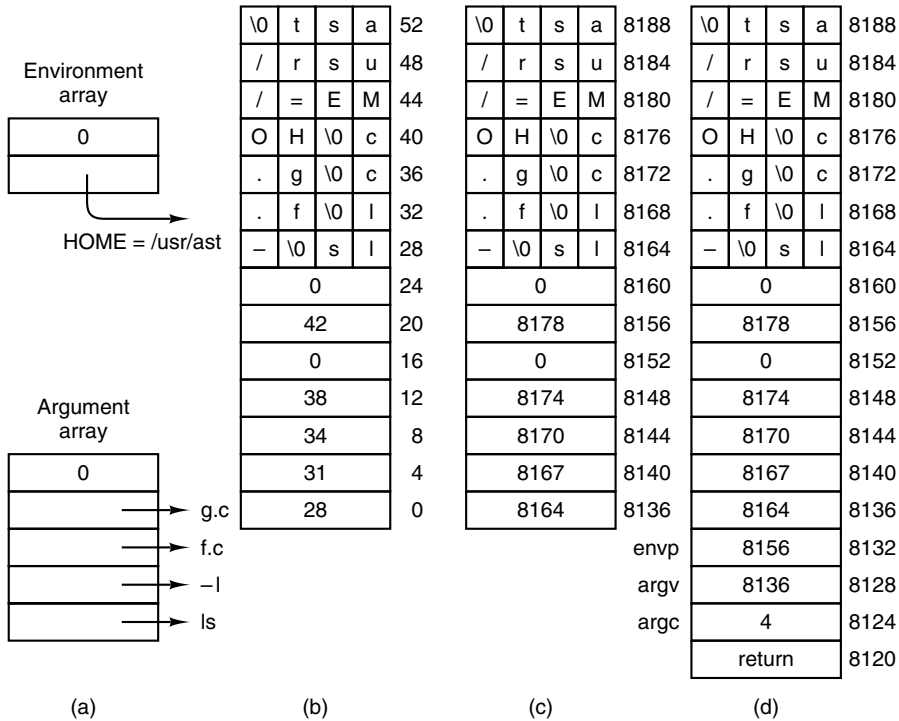 \0 t s a 52 \0 t s a 8188 \0 t s a 8188
/ r s u 48 / r s u 8184 / r s u 8184
Environment
array
/ = E M 44 / = E M 8180 / = E M 8180
0 O H \0 c 40 O H \0 c 8176 O H \0 c 8176
. g \0 c 36 . g \0 c 8172 . g \0 c 8172
. f \0 l 32 . f \0 l 8168 . f \0 l 8168
HOME = /usr/ast – \0 s l 28 – \0 s l 8164 – \0 s l 8164
0 24 0 8160 0 8160
42 20 8178 8156 8178 8156
0 16 0 8152 0 8152
38 12 8174 8148 8174 8148
Argument
array
34 8 8170 8144 8170 8144
0 31 4 8167 8140 8167 8140
g.c 28 0 8164 8136 8164 8136
f.c envp 8156 8132
–l argv 8136 8128
ls argc 4 8124
return 8120
(a) (b) (c) (d)